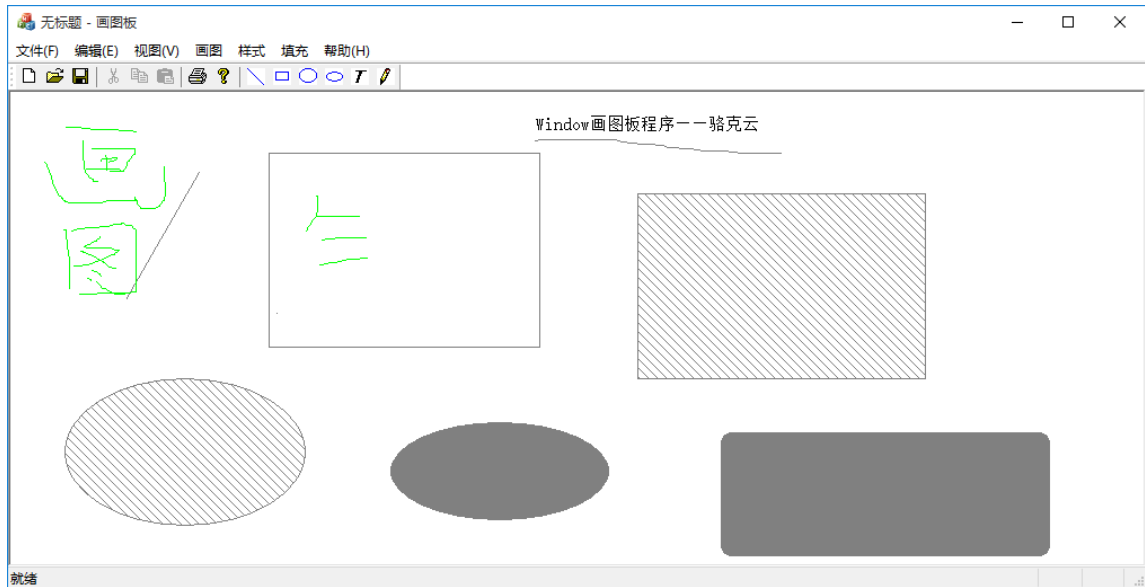 无标题 - 画图板
文件(F) 编辑(E) 视图(V) 画图 样式 填充 帮助(H)
T
Window画图板程序——骆克云
画
图
就绪